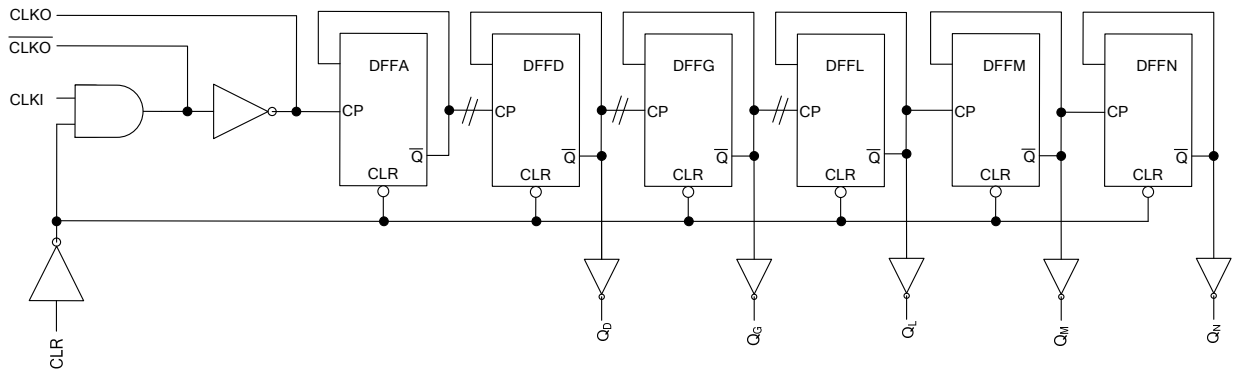 CLKO
C̅L̅K̅O̅
CLKI
DFFA
CP
Q̅
CLR
DFFD
CP
Q̅
CLR
DFFG
CP
Q̅
CLR
DFFL
CP
Q̅
CLR
DFFM
CP
Q̅
CLR
DFFN
CP
Q̅
CLR
CLR
QD
QG
QL
QM
QN